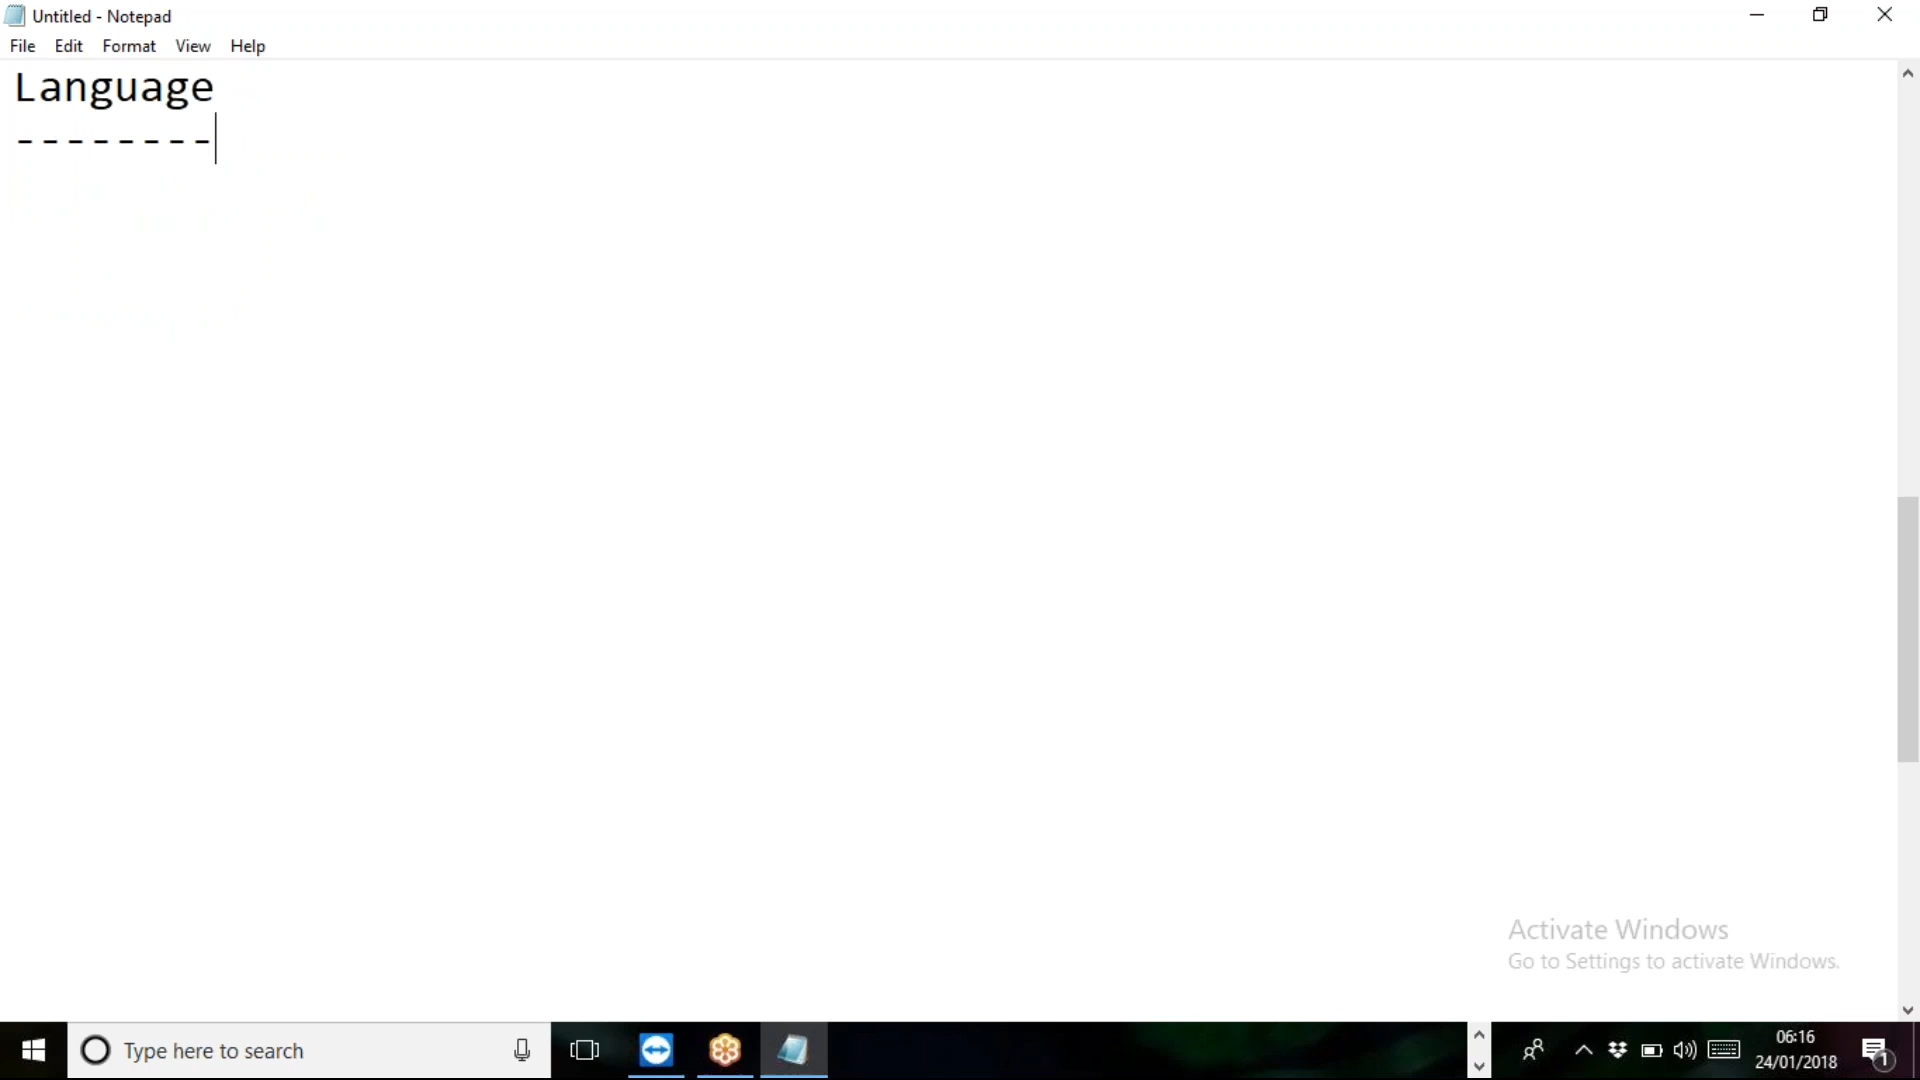 Untitled - Notepad
File Edit Format View Help
Language
--------
Activate Windows
Go to Settings to activate Windows.
Type here to search
06:16
24/01/2018
1